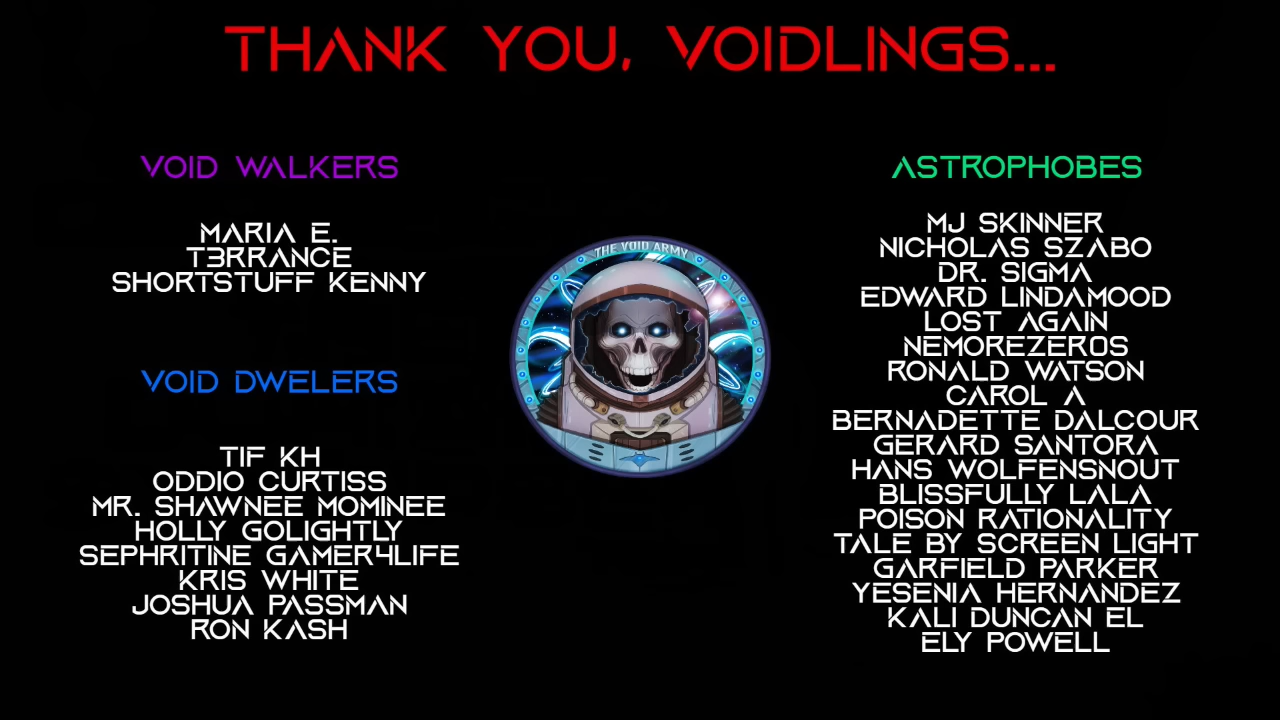 THANK YOU, VOIDLINGS...
VOID WALKERS
MARIA E.
T3RRANCE
SHORTSTUFF KENNY
VOID DWELERS
TIF KH
ODDIO CURTISS
MR. SHAWNEE MOMINEE
HOLLY GOLIGHTLY
SEPHRITINE GAMER4LIFE
KRIS WHITE
JOSHUA PASSMAN
RON KASH
THE VOID ARMY
ASTROPHOBES
MJ SKINNER
NICHOLAS SZABO
DR. SIGMA
EDWARD LINDAMOOD
LOST AGAIN
NEMOREZER0S
RONALD WATSON
CAROL A
BERNADETTE DALCOUR
GERARD SANTORA
HANS WOLFENSNOUT
BLISSFULLY LALA
POISON RATIONALITY
TALE BY SCREEN LIGHT
GARFIELD PARKER
YESENIA HERNANDEZ
KALI DUNCAN EL
ELY POWELL